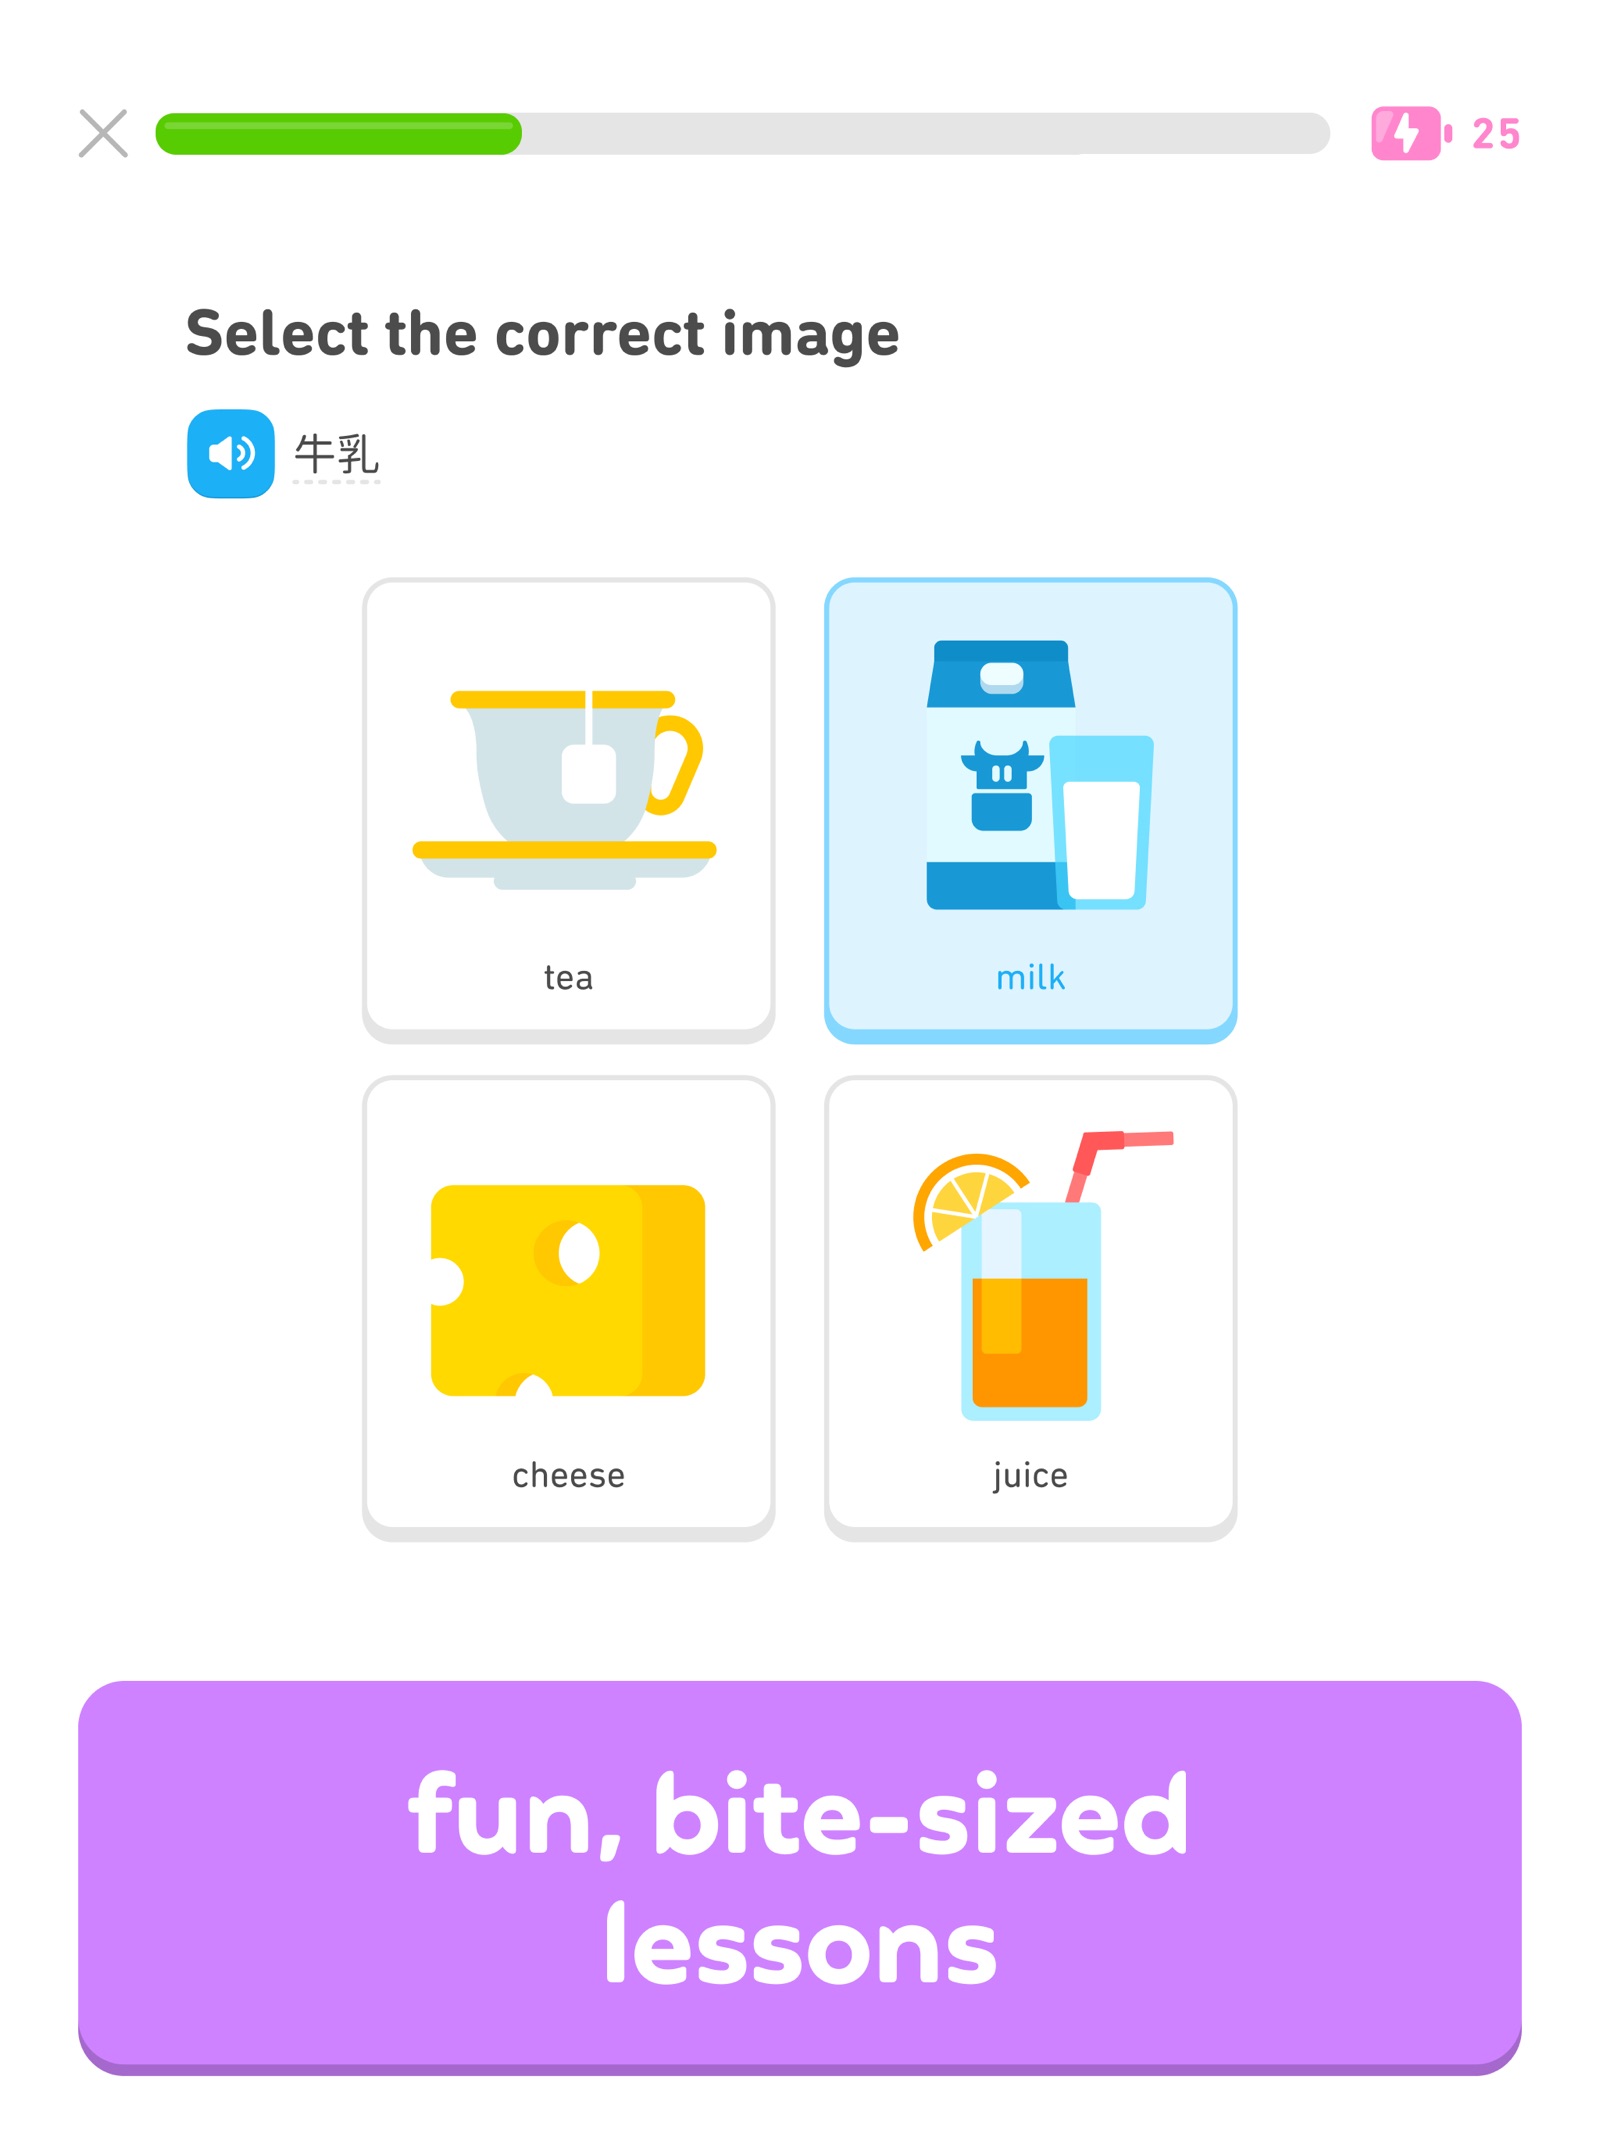 25
Select the correct image
牛乳
tea
milk
cheese
juice
fun, bite-sized
lessons